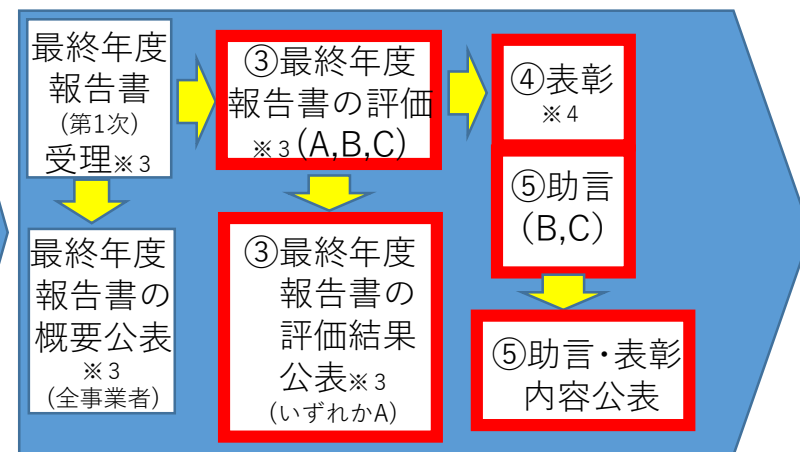 最終年度
報告書
(第1次)
受理※3
③最終年度
報告書の評価
※3(A,B,C)
④表彰
※4
⑤助言
(B,C)
最終年度
報告書の
概要公表
※3
(全事業者)
③最終年度
報告書の
評価結果
公表※3
(いずれかA)
⑤助言・表彰
内容公表